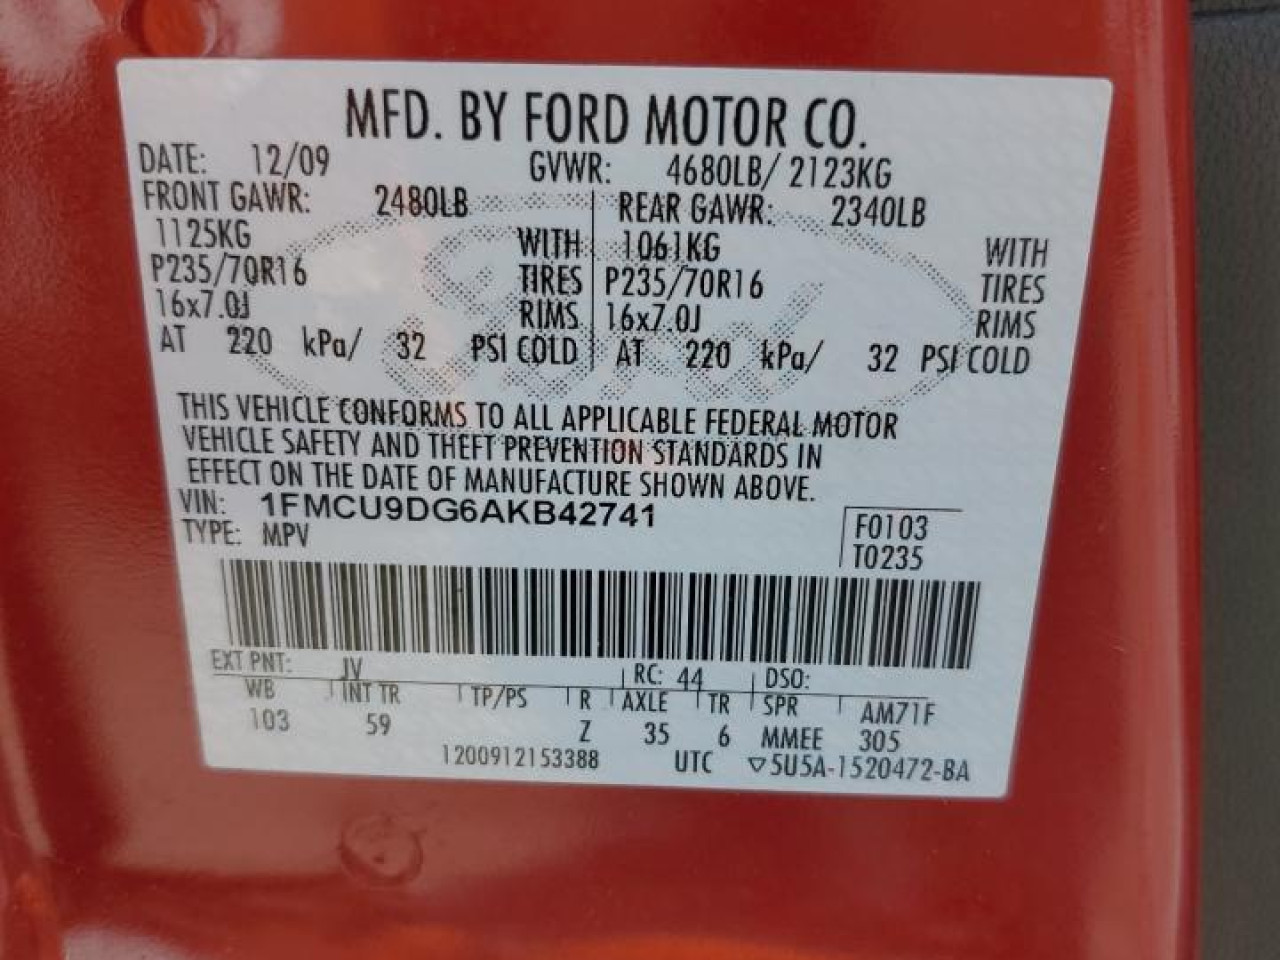 MFD. BY FORD MOTOR CO.
DATE: 12/09 GVWR: 4680LB/ 2123KG
FRONT GAWR: 2480LB REAR GAWR: 2340LB
1125KG WITH 1061KG WITH
P235/70R16 TIRES P235/70R16 TIRES
16x7.0J RIMS 16x7.0J RIMS
AT 220 kPa/ 32 PSI COLD AT 220 kPa/ 32 PSI COLD
THIS VEHICLE CONFORMS TO ALL APPLICABLE FEDERAL MOTOR
VEHICLE SAFETY AND THEFT PREVENTION STANDARDS IN
EFFECT ON THE DATE OF MANUFACTURE SHOWN ABOVE.
VIN: 1FMCU9DG6AKB42741 F0103
TYPE: MPV T0235
EXT PNT: JV RC: 44 DSO:
WB INT TR TP/PS R AXLE TR SPR AM71F
103 59 Z 35 6 MMEE 305
1200912153388 UTC ▽5U5A-1520472-BA